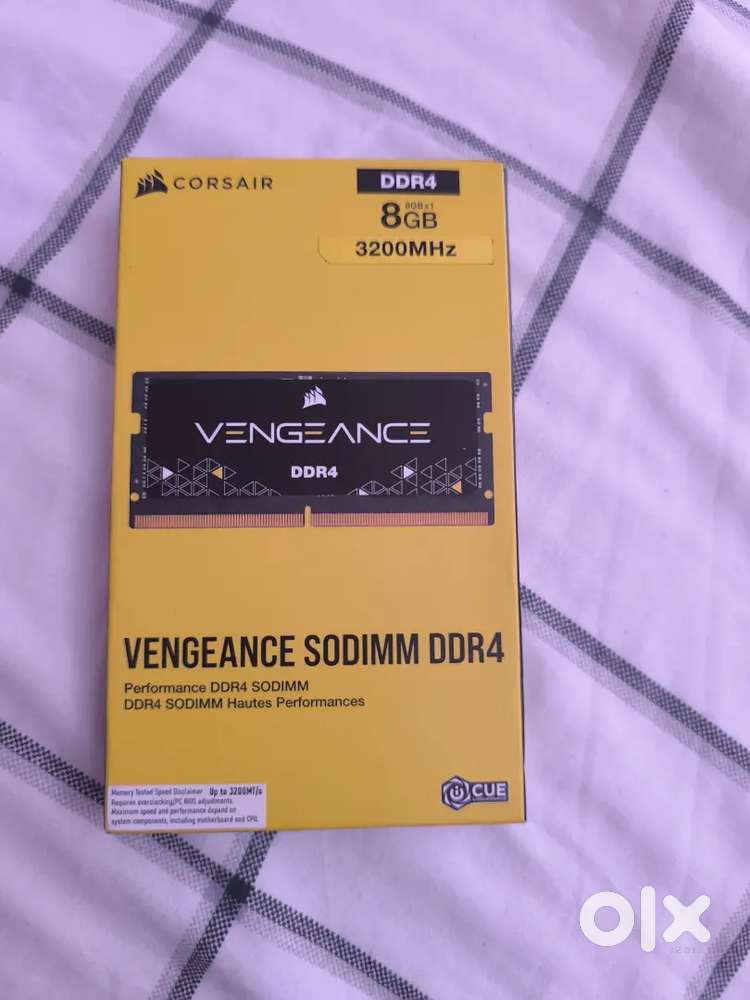 CORSAIR
DDR4
8GBx1
8GB
3200MHz
VENGEANCE
DDR4
VENGEANCE SODIMM DDR4
Performance DDR4 SODIMM
DDR4 SODIMM Hautes Performances
Memory Tested Speed Disclaimer Up to 3200MT/s
Requires overclocking/PC BIOS adjustments.
Maximum speed and performance depend on
system components, including motherboard and CPU.
iCUE
olx